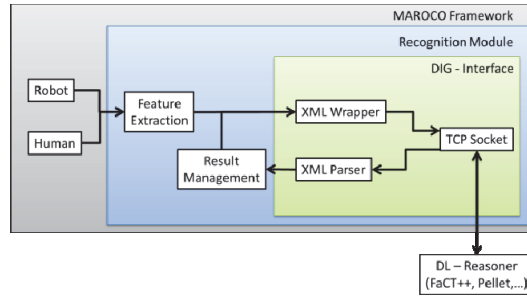 MAROCO Framework
Recognition Module
DIG - Interface
Robot
Human
Feature
Extraction
XML Wrapper
TCP Socket
Result
Management
XML Parser
DL – Reasoner
(FaCT++, Pellet,...)